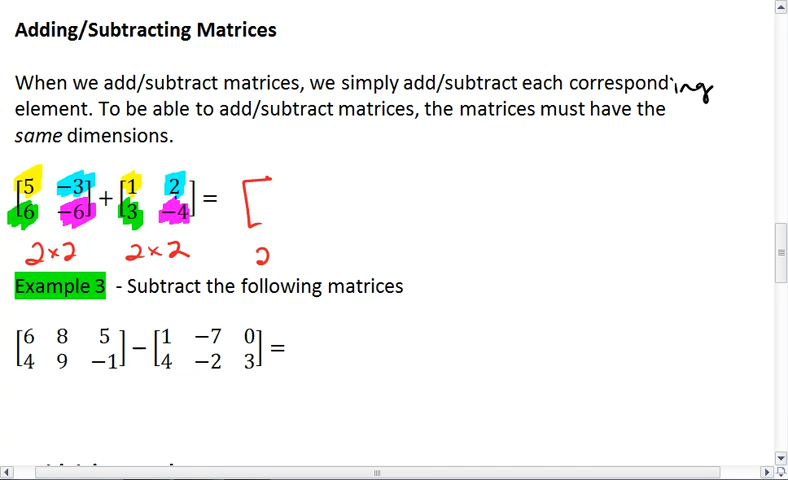 Adding/Subtracting Matrices
When we add/subtract matrices, we simply add/subtract each corresponding
element. To be able to add/subtract matrices, the matrices must have the
same dimensions.
[5 −3] + [1 2] = [
[6 −6] [3 −4]
2×2 2×2 2
Example 3 - Subtract the following matrices
[6 8 5] − [1 −7 0] =
[4 9 −1] [4 −2 3]